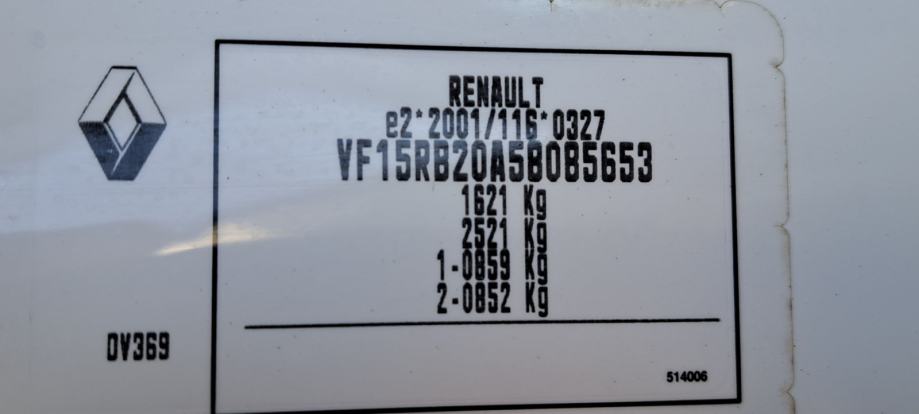 RENAULT
e2*2001/116*0327
VF15RB20A5B085653
1621 Kg
2521 Kg
1-0859 Kg
2-0852 Kg
DV369
514006